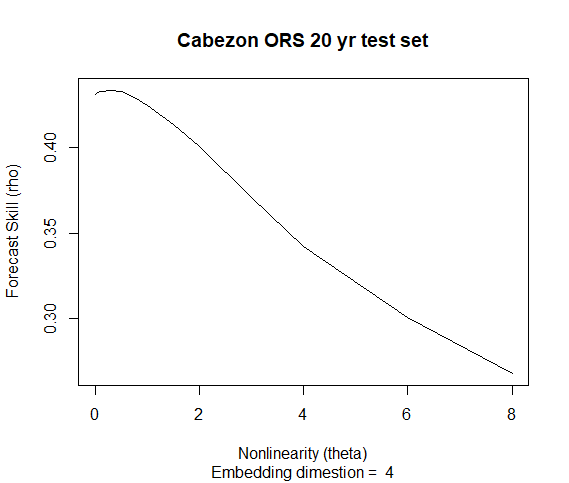 Cabezon ORS 20 yr test set
Forecast Skill (rho)
0.40
0.35
0.30
0 2 4 6 8
Nonlinearity (theta)
Embedding dimestion = 4